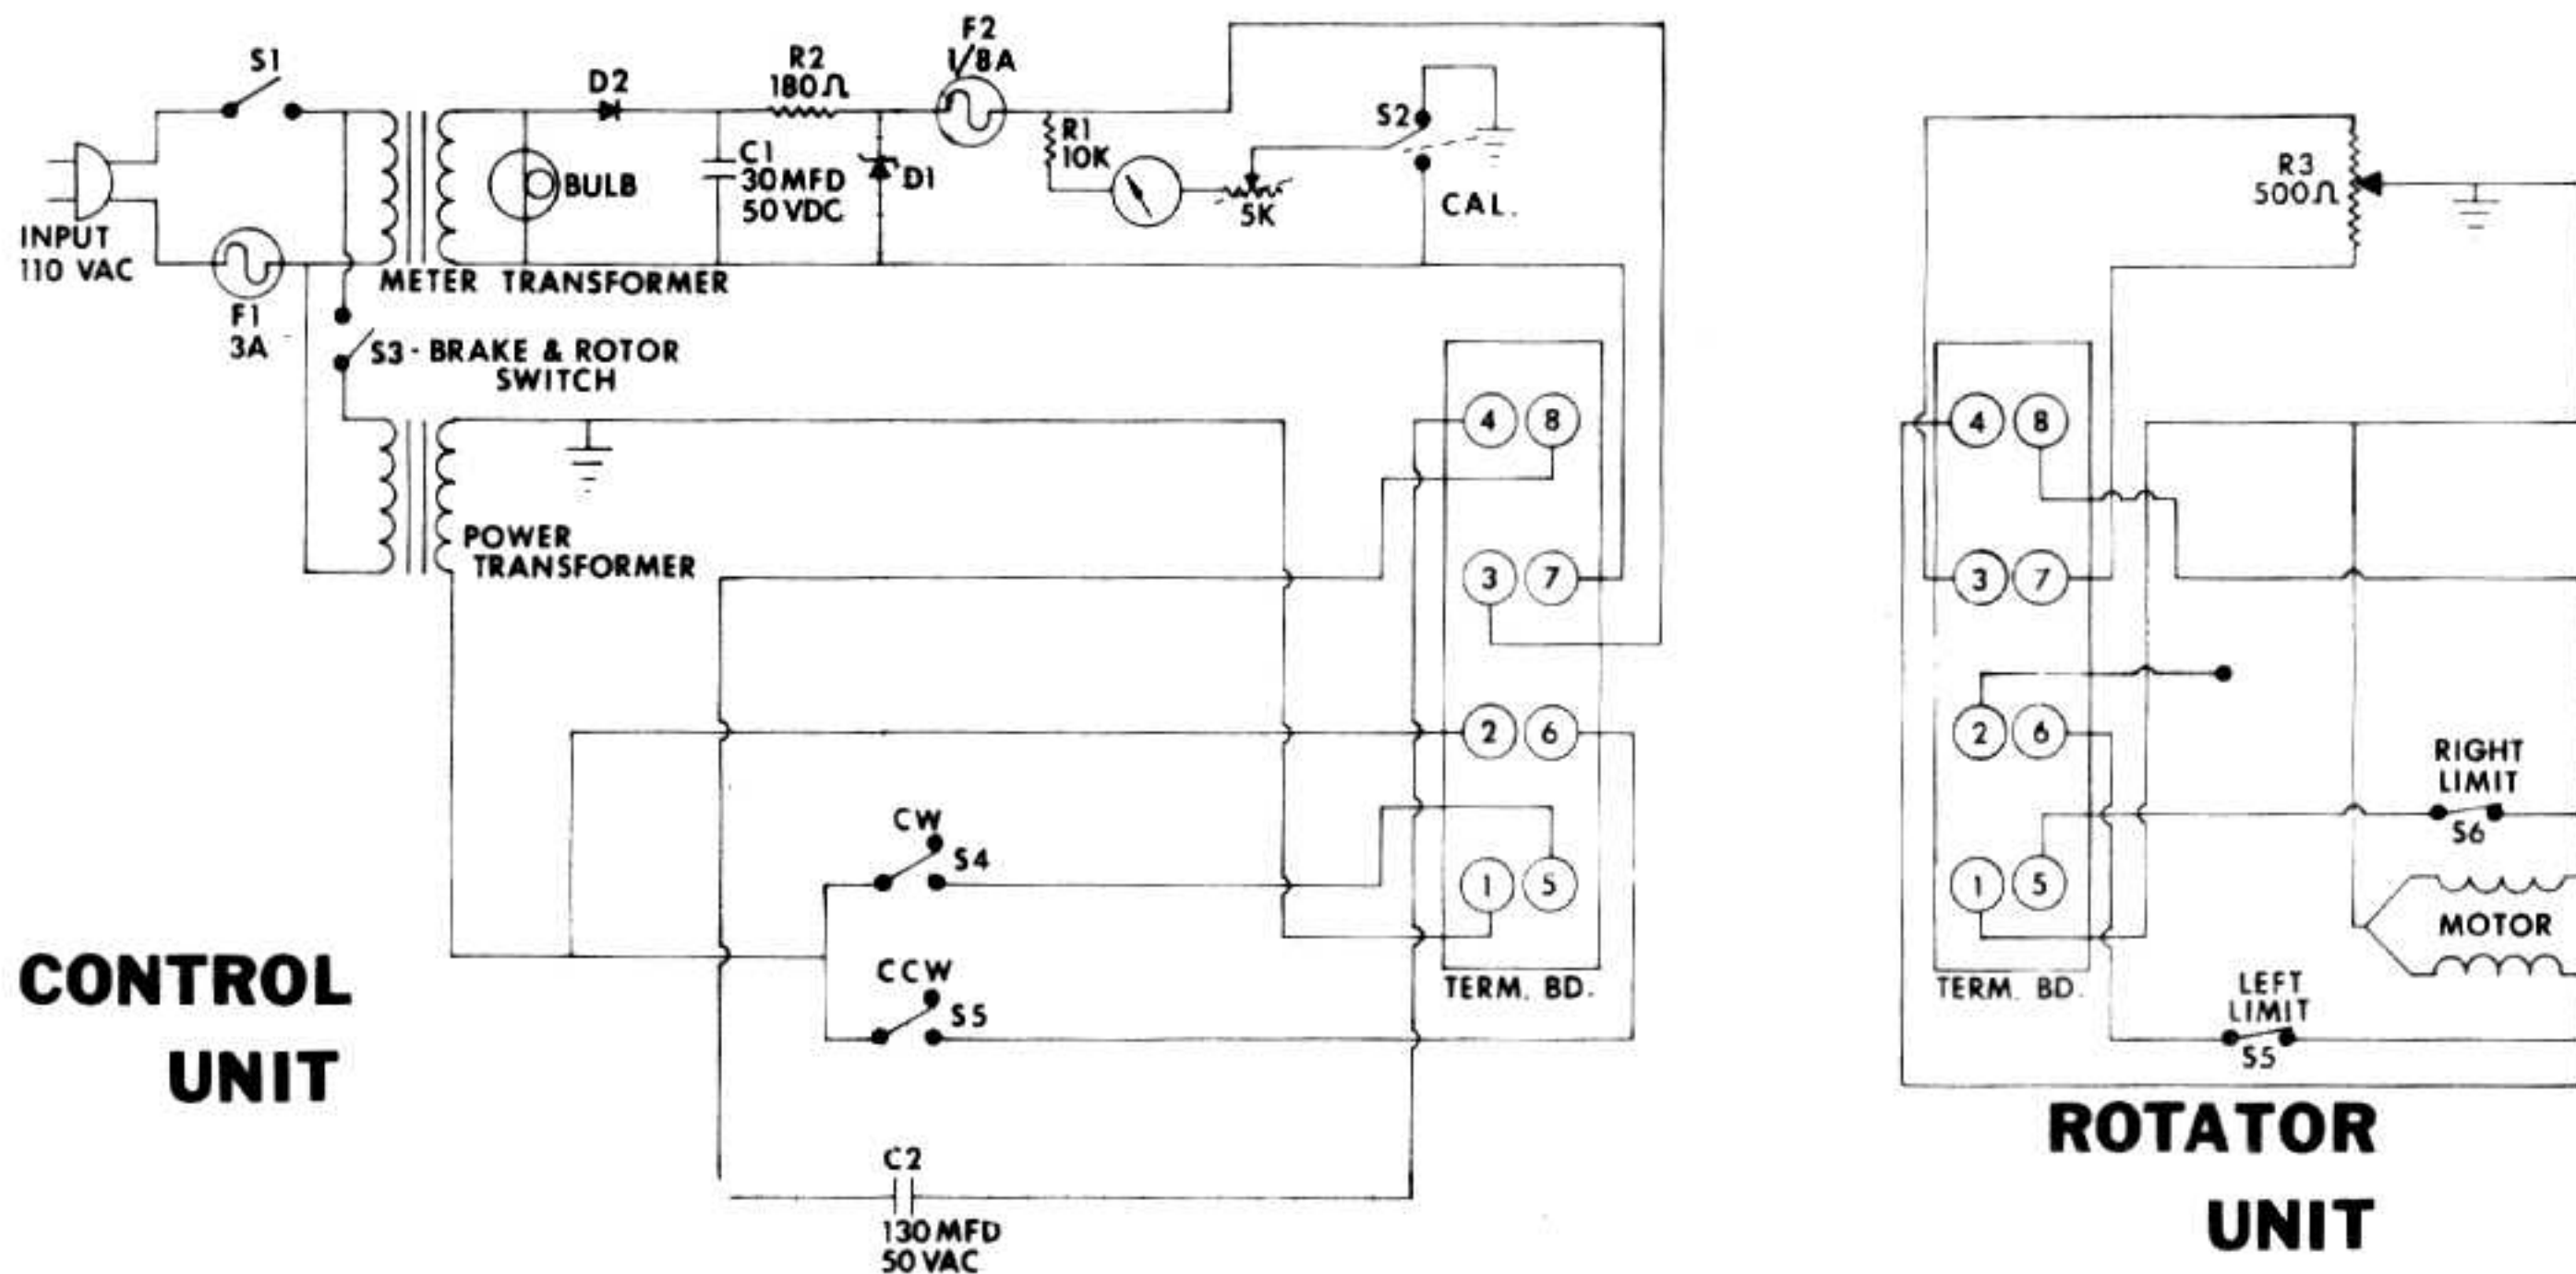 S1
INPUT
110 VAC
F1
3A
D2
BULB
METER TRANSFORMER
R2
180Ω
C1
30MFD
50 VDC
D1
F2
1/8A
R1
10K
5K
S2
CAL.
S3 - BRAKE & ROTOR
SWITCH
POWER
TRANSFORMER
4 8
3 7
2 6
1 5
TERM. BD.
CW
S4
CCW
S5
C2
130 MFD
50 VAC
CONTROL
UNIT
R3
500Ω
4 8
3 7
2 6
1 5
TERM. BD.
RIGHT
LIMIT
S6
MOTOR
LEFT
LIMIT
S5
ROTATOR
UNIT